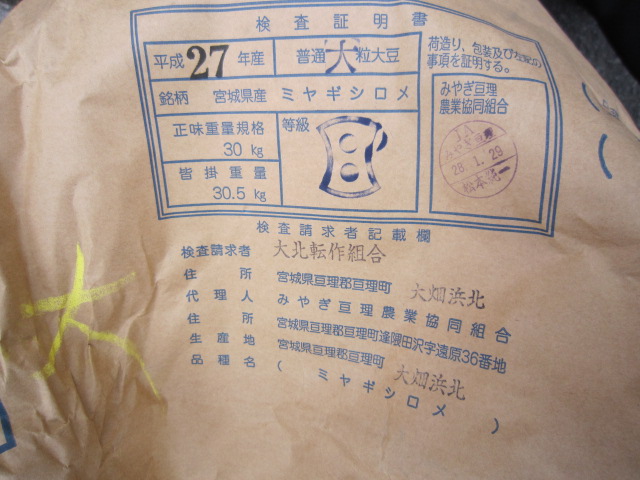 検査証明書
平成 27 年産 普通 大 粒大豆
銘柄 宮城県産 ミヤギシロメ
正味重量規格
30 kg
皆掛重量
30.5 kg
等級
荷造り、包装及び
事項を証明する。
みやぎ亘理
農業協同組合
JA
みやぎ亘理
28.1.29
検査請求者記載欄
検査請求者 大北転作組合
住所 宮城県亘理郡亘理町 大畑浜北
代理人 みやぎ亘理農業協同組合
住所 宮城県亘理郡亘理町逢隈田沢字遠原36番地
生産地 宮城県亘理郡亘理町 大畑浜北
品種名 ( ミヤギシロメ )
大